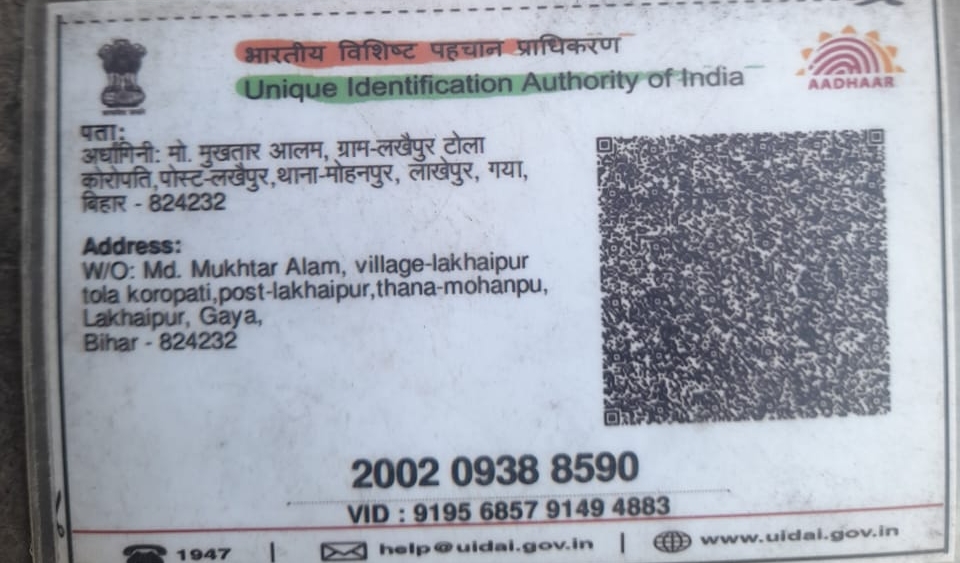 भारतीय विशिष्ट पहचान प्राधिकरण
Unique Identification Authority of India
AADHAAR
पता:
अर्धांगिनी: मो. मुखतार आलम, ग्राम-लखैपुर टोला
कोरोपति,पोस्ट-लखैपुर,थाना-मोहनपुर, लाखेपुर, गया,
बिहार - 824232
Address:
W/O: Md. Mukhtar Alam, village-lakhaipur
tola koropati,post-lakhaipur,thana-mohanpu,
Lakhaipur, Gaya,
Bihar - 824232
2002 0938 8590
VID : 9195 6857 9149 4883
1947 | help@uidai.gov.in | www.uidai.gov.in